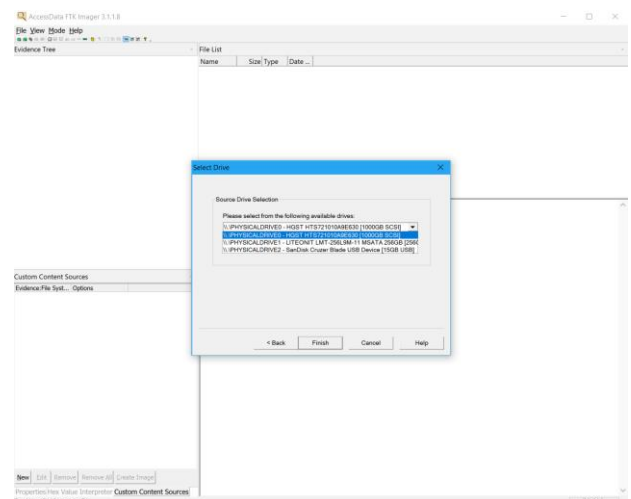 AccessData FTK Imager 3.1.1.8
File View Mode Help
Evidence Tree
File List
Name Size Type Date ...
Select Drive
Source Drive Selection
Please select from the following available drives:
\\.\PHYSICALDRIVE0 - HGST HTS721010A9E630 [1000GB SCSI]
\\.\PHYSICALDRIVE0 - HGST HTS721010A9E630 [1000GB SCSI]
\\.\PHYSICALDRIVE1 - LITEONIT LMT-256L9M-11 MSATA 256GB [256
\\.\PHYSICALDRIVE2 - SanDisk Cruzer Blade USB Device [15GB USB]
< Back Finish Cancel Help
Custom Content Sources
Evidence:File Syst... Options
New Edit Remove Remove All Create Image
Properties Hex Value Interpreter Custom Content Sources